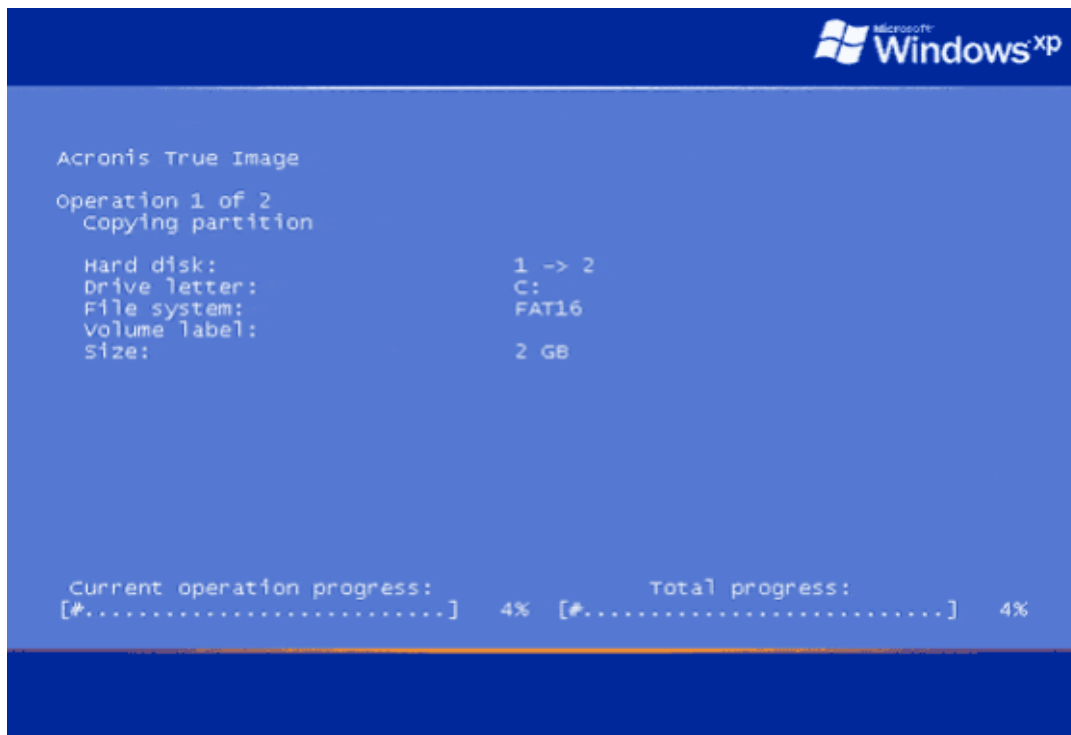 Microsoft
Windows xp
Acronis True Image
Operation 1 of 2
Copying partition
Hard disk: 1 -> 2
Drive letter: C:
File system: FAT16
Volume label:
Size: 2 GB
Current operation progress: Total progress:
[#...........................] 4% [#...........................] 4%